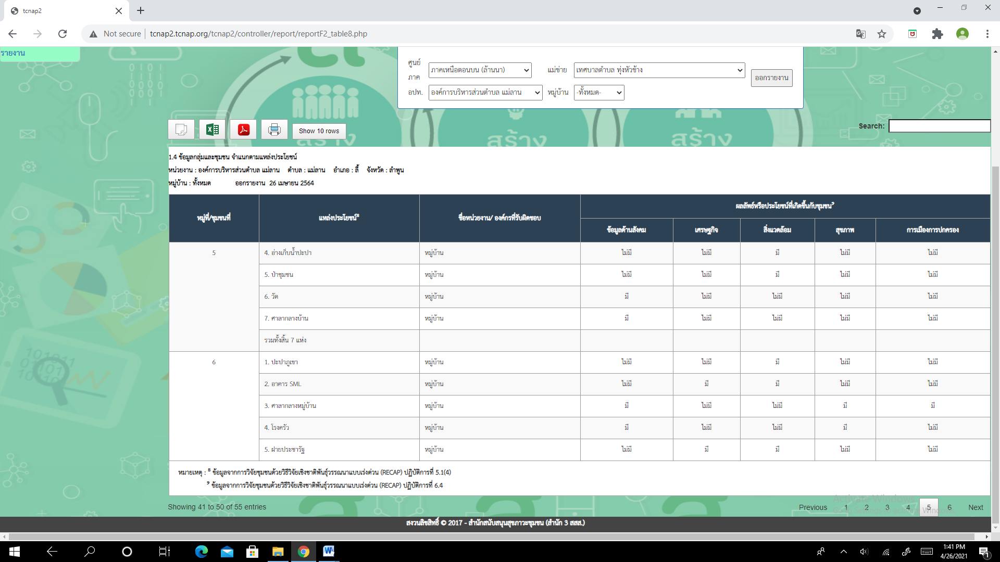 tcnap2
Not secure tcnap2.tcnap.org/tcnap2/controller/report/reportF2_table8.php
รายงาน
ศูนย์ภาค ภาคเหนือตอนบน (ล้านนา) แม่ข่าย เทศบาลตำบล ทุ่งหัวช้าง ออกรายงาน
อปท. องค์การบริหารส่วนตำบล แม่ลาน หมู่บ้าน -ทั้งหมด-
Show 10 rows Search:
สร้าง สร้าง สร้าง
1.4 ข้อมูลกลุ่มและชุมชน จำแนกตามแหล่งประโยชน์
หน่วยงาน : องค์การบริหารส่วนตำบล แม่ลาน ตำบล : แม่ลาน อำเภอ : ลี้ จังหวัด : ลำพูน
หมู่บ้าน : ทั้งหมด ออกรายงาน 26 เมษายน 2564
หมู่ที่/ชุมชนที่ แหล่งประโยชน์⁸ ชื่อหน่วยงาน/ องค์กรที่รับผิดชอบ ผลลัพธ์หรือประโยชน์ที่เกิดขึ้นกับชุมชน⁹
ข้อมูลด้านสังคม เศรษฐกิจ สิ่งแวดล้อม สุขภาพ การเมืองการปกครอง
5 4. อ่างเก็บน้ำปะปา หมู่บ้าน ไม่มี ไม่มี มี ไม่มี ไม่มี
5. ป่าชุมชน หมู่บ้าน ไม่มี ไม่มี มี ไม่มี ไม่มี
6. วัด หมู่บ้าน มี ไม่มี ไม่มี ไม่มี ไม่มี
7. ศาลากลางบ้าน หมู่บ้าน มี ไม่มี ไม่มี ไม่มี ไม่มี
รวมทั้งสิ้น 7 แห่ง
6 1. ปะปาภูเขา หมู่บ้าน ไม่มี ไม่มี มี ไม่มี ไม่มี
2. อาคาร SML หมู่บ้าน ไม่มี มี มี ไม่มี ไม่มี
3. ศาลากลางหมู่บ้าน หมู่บ้าน มี ไม่มี ไม่มี มี มี
4. โรงครัว หมู่บ้าน มี ไม่มี ไม่มี มี ไม่มี
5. ฝายประชารัฐ หมู่บ้าน ไม่มี มี มี ไม่มี ไม่มี
หมายเหตุ : ⁸ ข้อมูลจากการวิจัยชุมชนด้วยวิธีวิจัยเชิงชาติพันธุ์วรรณนาแบบเร่งด่วน (RECAP) ปฏิบัติการที่ 5.1(4)
⁹ ข้อมูลจากการวิจัยชุมชนด้วยวิธีวิจัยเชิงชาติพันธุ์วรรณนาแบบเร่งด่วน (RECAP) ปฏิบัติการที่ 6.4
Activate Windows
Showing 41 to 50 of 55 entries Previous 1 2 3 4 5 6 Next
สงวนลิขสิทธิ์ © 2017 - สำนักสนับสนุนสุขภาวะชุมชน (สำนัก 3 สสส.)
1:41 PM
4/26/2021